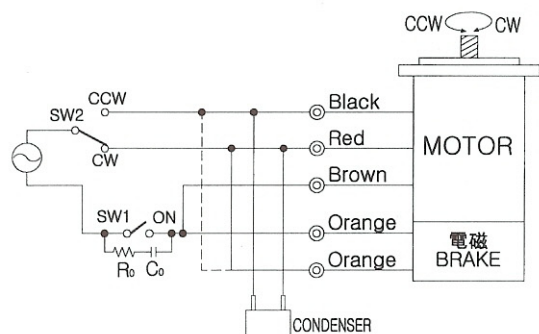 CCW CW
CCW
SW2
CW
Black
Red
Brown
Orange
Orange
SW1 ON
R₀ C₀
MOTOR
電磁
BRAKE
CONDENSER